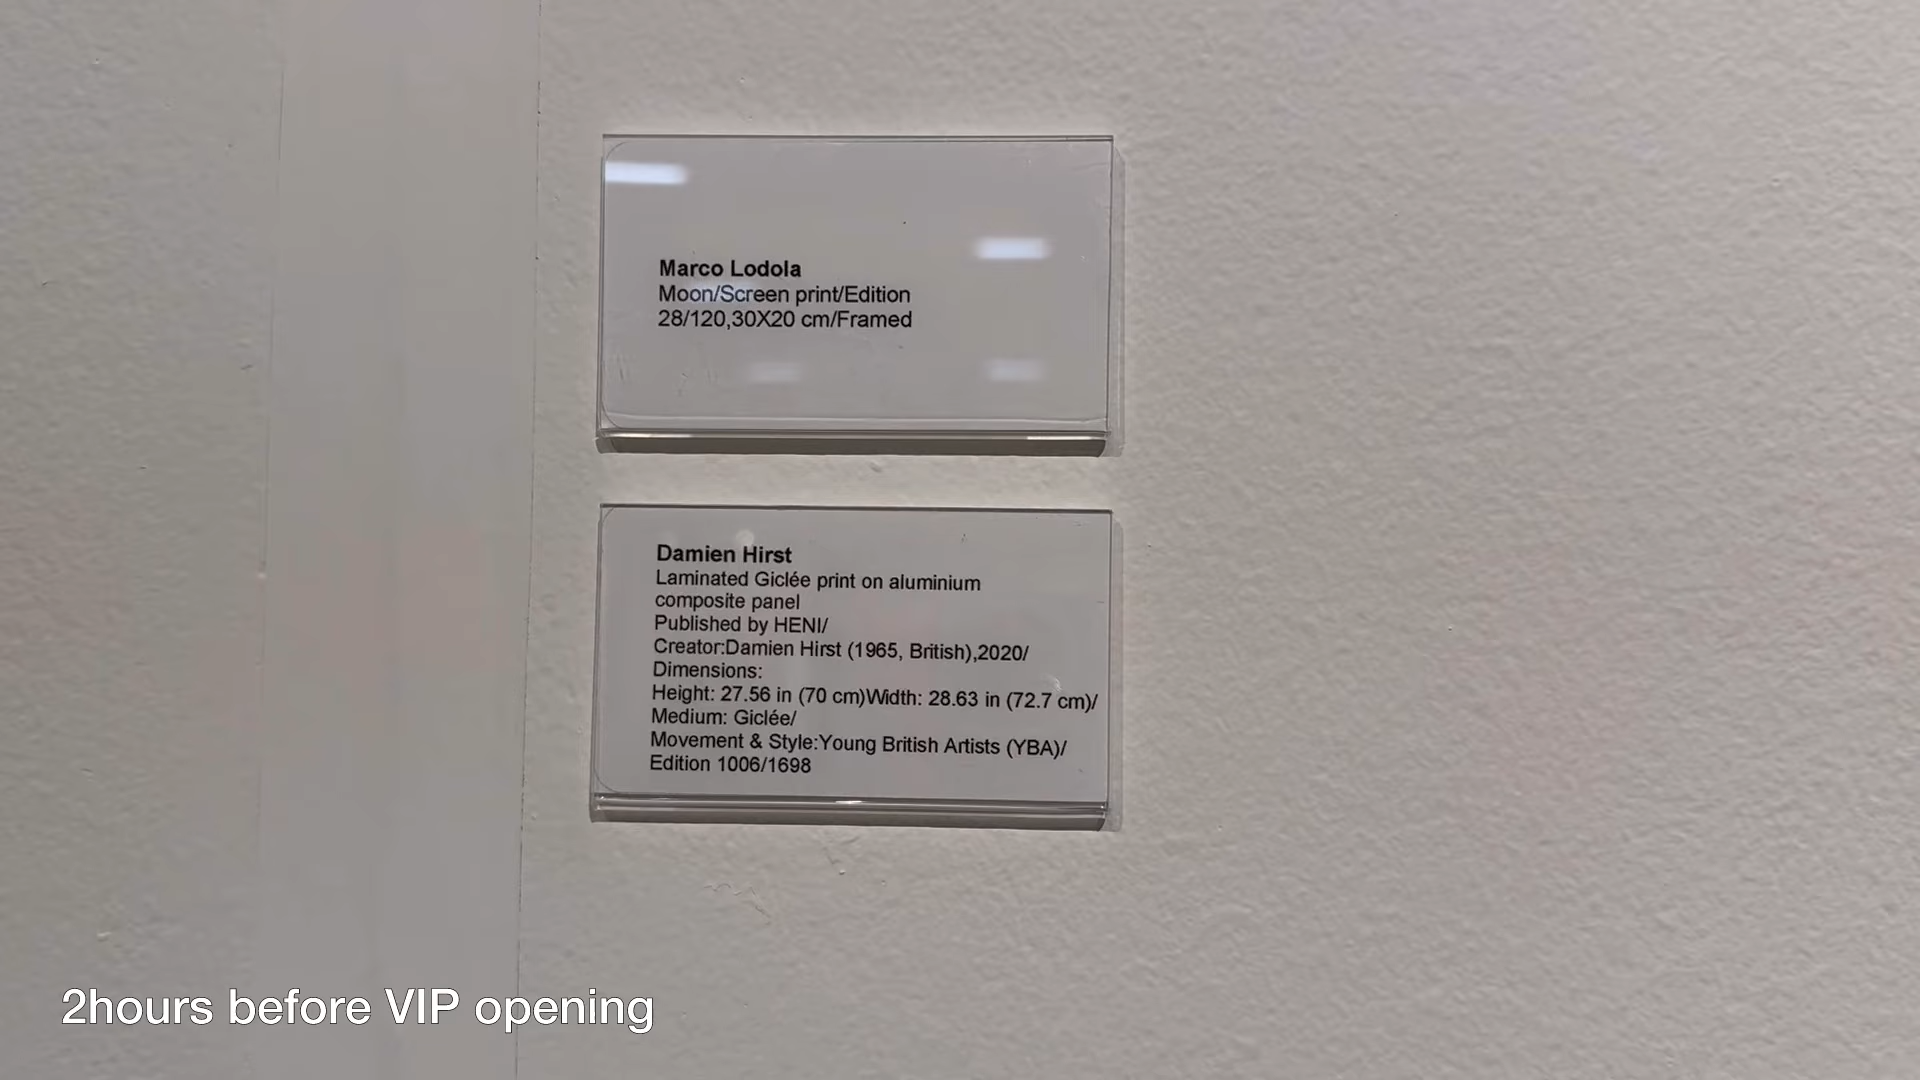 Marco Lodola
Moon/Screen print/Edition
28/120,30X20 cm/Framed
Damien Hirst
Laminated Giclée print on aluminium
composite panel
Published by HENI/
Creator:Damien Hirst (1965, British),2020/
Dimensions:
Height: 27.56 in (70 cm)Width: 28.63 in (72.7 cm)/
Medium: Giclée/
Movement & Style:Young British Artists (YBA)/
Edition 1006/1698
2hours before VIP opening